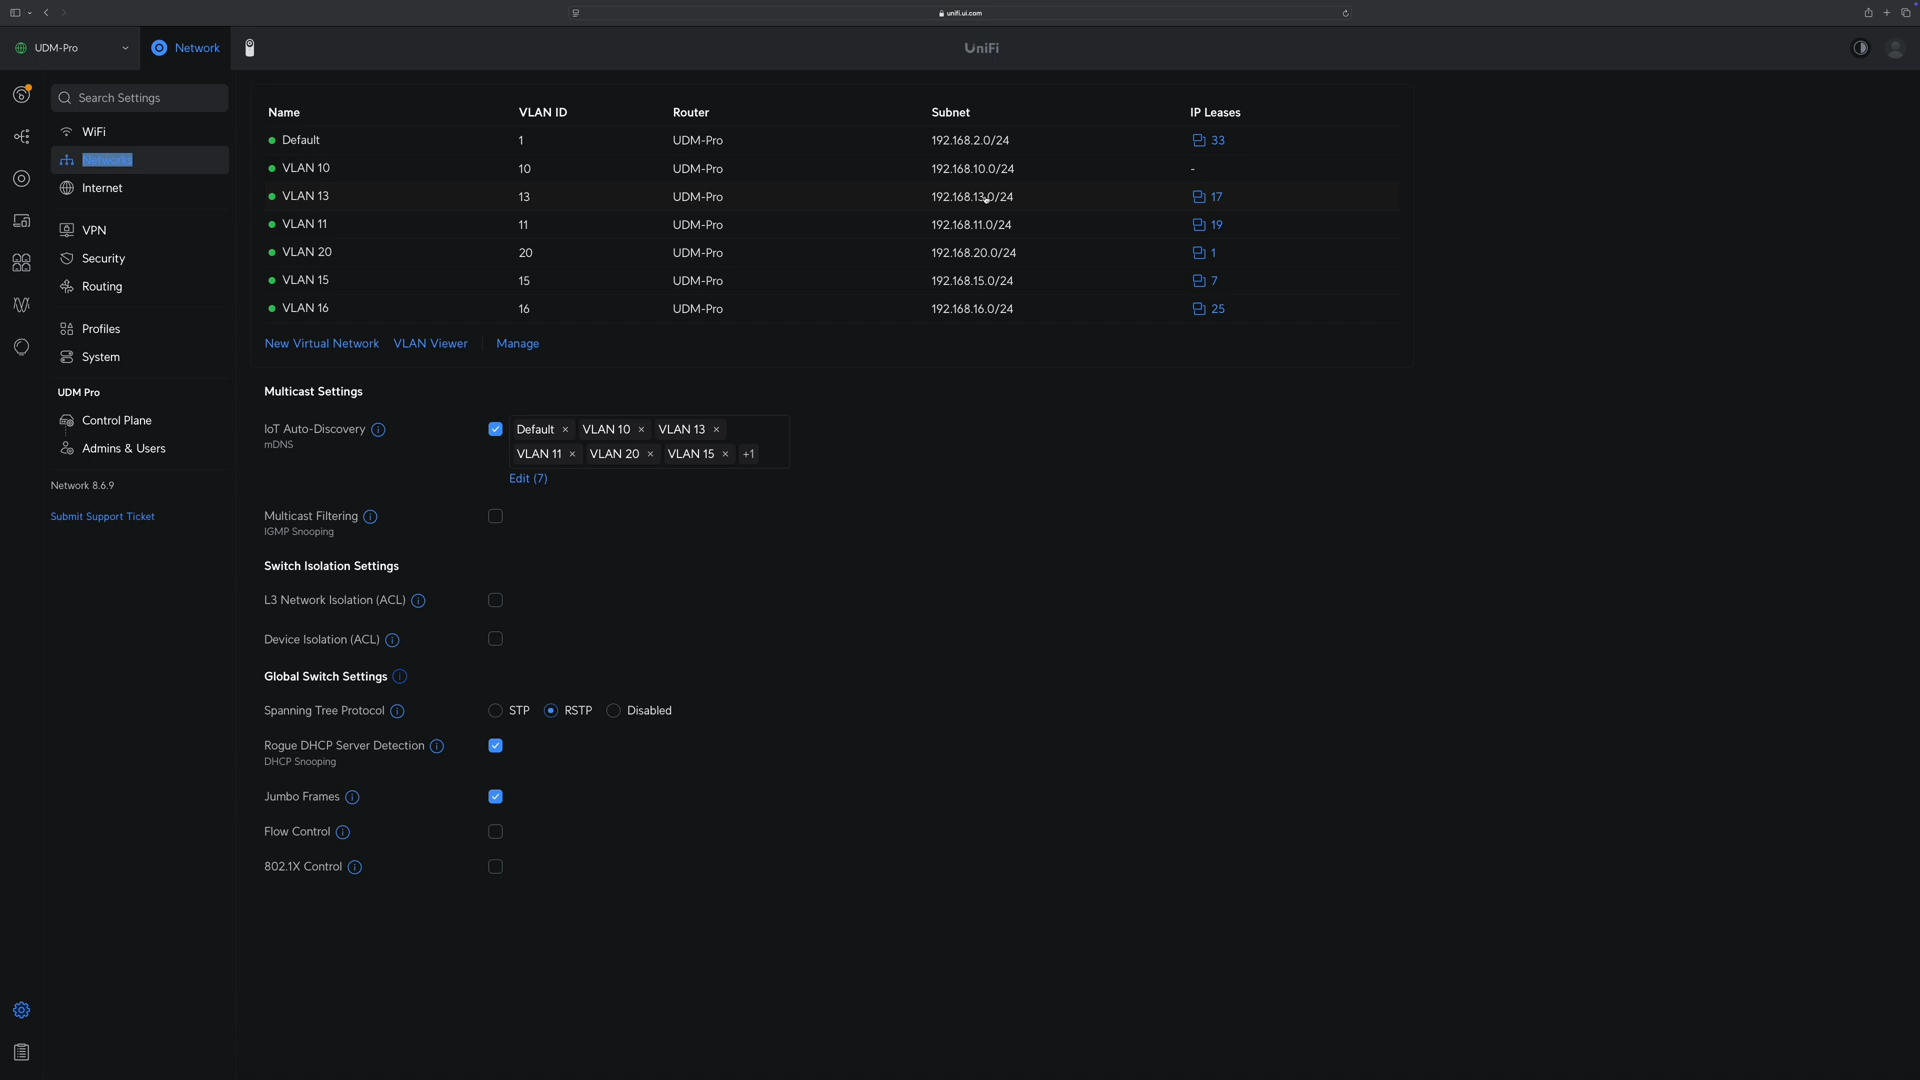 unifi.ui.com
UDM-Pro
Network
UniFi
Search Settings
WiFi
Networks
Internet
VPN
Security
Routing
Profiles
System
UDM Pro
Control Plane
Admins & Users
Network 8.6.9
Submit Support Ticket
Name VLAN ID Router Subnet IP Leases
Default 1 UDM-Pro 192.168.2.0/24 33
VLAN 10 10 UDM-Pro 192.168.10.0/24 -
VLAN 13 13 UDM-Pro 192.168.13.0/24 17
VLAN 11 11 UDM-Pro 192.168.11.0/24 19
VLAN 20 20 UDM-Pro 192.168.20.0/24 1
VLAN 15 15 UDM-Pro 192.168.15.0/24 7
VLAN 16 16 UDM-Pro 192.168.16.0/24 25
New Virtual Network VLAN Viewer Manage
Multicast Settings
IoT Auto-Discovery
mDNS
Default × VLAN 10 × VLAN 13 ×
VLAN 11 × VLAN 20 × VLAN 15 × +1
Edit (7)
Multicast Filtering
IGMP Snooping
Switch Isolation Settings
L3 Network Isolation (ACL)
Device Isolation (ACL)
Global Switch Settings
Spanning Tree Protocol STP RSTP Disabled
Rogue DHCP Server Detection
DHCP Snooping
Jumbo Frames
Flow Control
802.1X Control